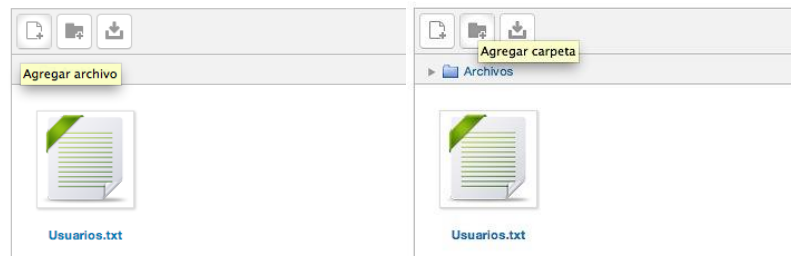 Agregar archivo
Usuarios.txt
Agregar carpeta
Archivos
Usuarios.txt